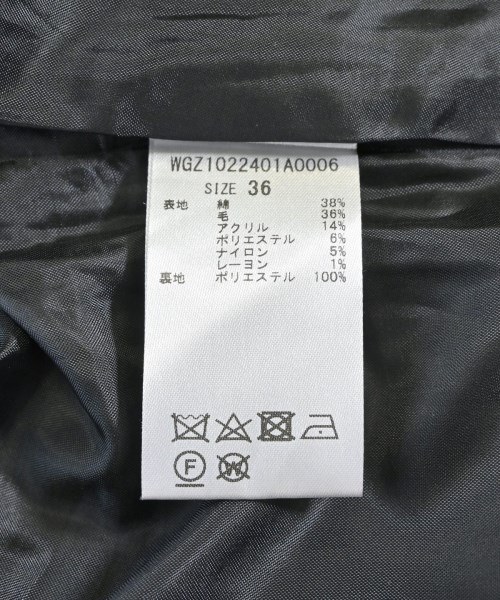 WGZ1022401A0006
SIZE 36
表地 綿 38%
毛 36%
アクリル 14%
ポリエステル 6%
ナイロン 5%
レーヨン 1%
裏地 ポリエステル 100%
F W